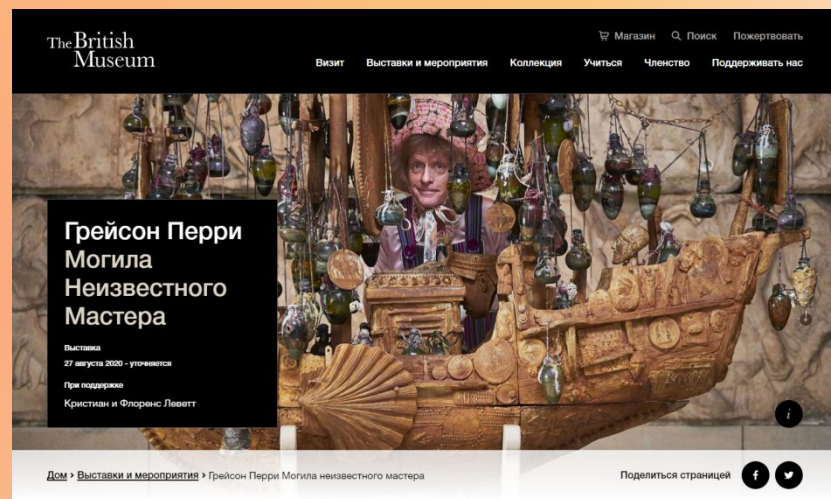 The British
Museum
Магазин
Поиск
Пожертвовать
Визит
Выставки и мероприятия
Коллекция
Учиться
Членство
Поддерживать нас
Грейсон Перри
Могила
Неизвестного
Мастера
Выставка
27 августа 2020 - уточняется
При поддержке
Кристиан и Флоренс Леветт
i
Дом > Выставки и мероприятия > Грейсон Перри Могила неизвестного мастера
Поделиться страницей